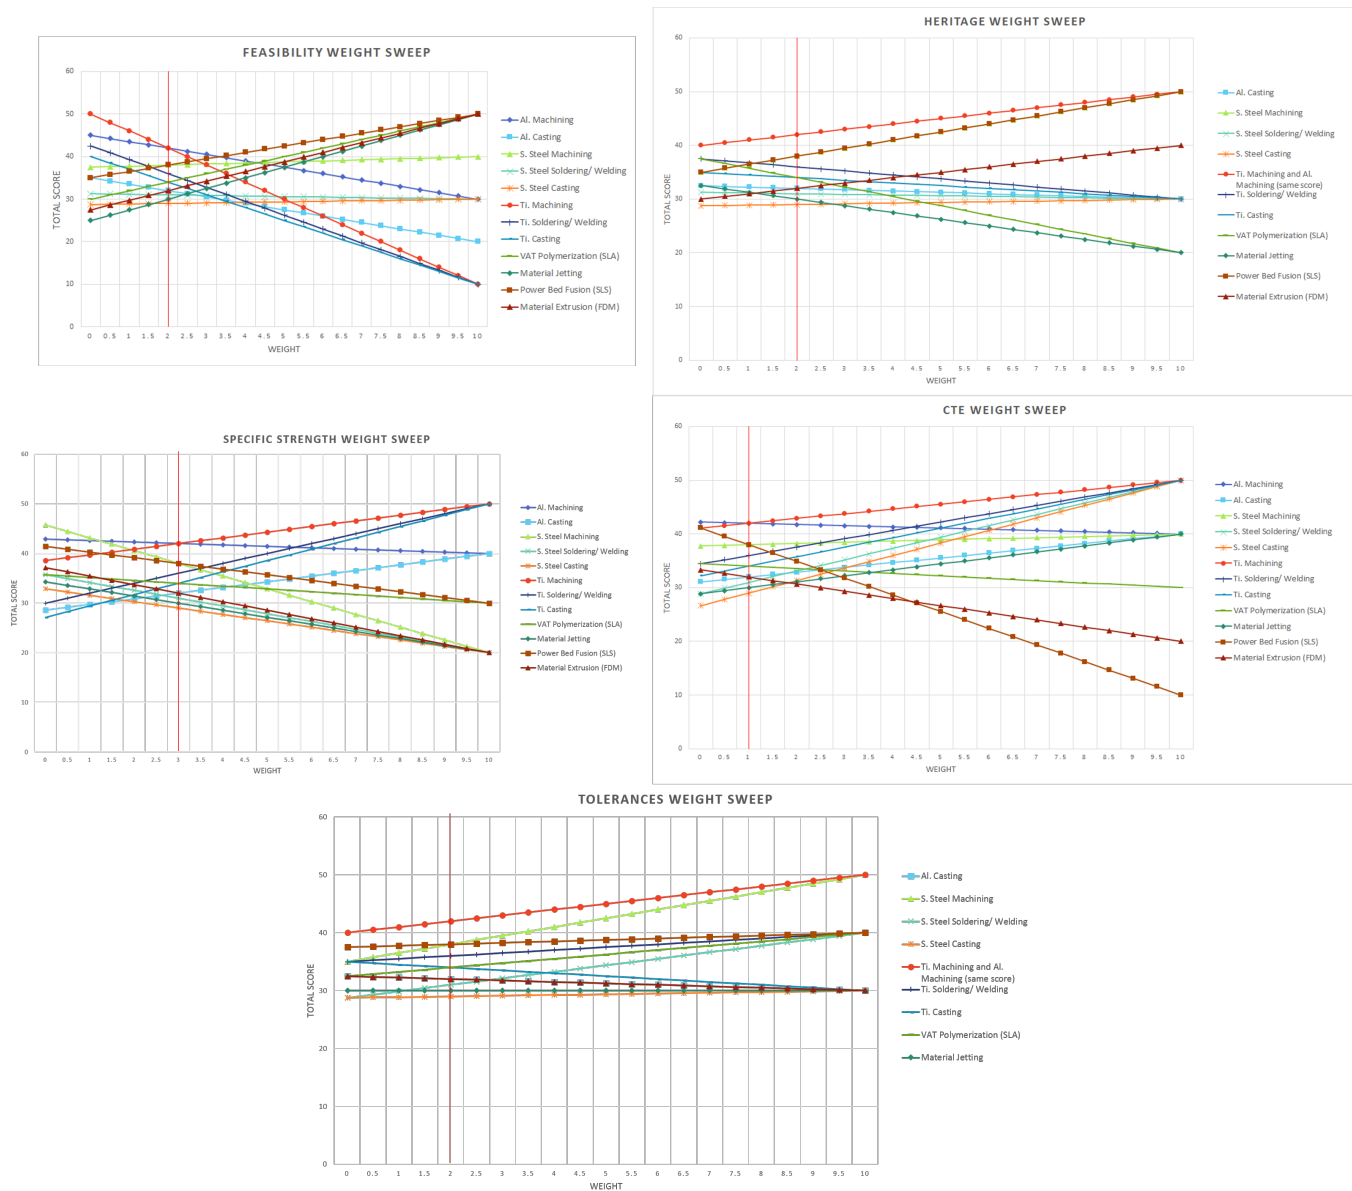 FEASIBILITY WEIGHT SWEEP
60
50
40
30
20
10
0
TOTAL SCORE
0 0.5 1 1.5 2 2.5 3 3.5 4 4.5 5 5.5 6 6.5 7 7.5 8 8.5 9 9.5 10
WEIGHT
Al. Machining
Al. Casting
S. Steel Machining
S. Steel Soldering/ Welding
S. Steel Casting
Ti. Machining
Ti. Soldering/ Welding
Ti. Casting
VAT Polymerization (SLA)
Material Jetting
Power Bed Fusion (SLS)
Material Extrusion (FDM)
HERITAGE WEIGHT SWEEP
60
50
40
30
20
10
0
TOTAL SCORE
0 0.5 1 1.5 2 2.5 3 3.5 4 4.5 5 5.5 6 6.5 7 7.5 8 8.5 9 9.5 10
WEIGHT
Al. Casting
S. Steel Machining
S. Steel Soldering/ Welding
S. Steel Casting
Ti. Machining and Al.
Machining (same score)
Ti. Soldering/ Welding
Ti. Casting
VAT Polymerization (SLA)
Material Jetting
Power Bed Fusion (SLS)
Material Extrusion (FDM)
SPECIFIC STRENGTH WEIGHT SWEEP
60
50
40
30
20
10
0
TOTAL SCORE
0 0.5 1 1.5 2 2.5 3 3.5 4 4.5 5 5.5 6 6.5 7 7.5 8 8.5 9 9.5 10
WEIGHT
Al. Machining
Al. Casting
S. Steel Machining
S. Steel Soldering/ Welding
S. Steel Casting
Ti. Machining
Ti. Soldering/ Welding
Ti. Casting
VAT Polymerization (SLA)
Material Jetting
Power Bed Fusion (SLS)
Material Extrusion (FDM)
CTE WEIGHT SWEEP
60
50
40
30
20
10
0
TOTAL SCORE
0 0.5 1 1.5 2 2.5 3 3.5 4 4.5 5 5.5 6 6.5 7 7.5 8 8.5 9 9.5 10
WEIGHT
Al. Machining
Al. Casting
S. Steel Machining
S. Steel Soldering/ Welding
S. Steel Casting
Ti. Machining
Ti. Soldering/ Welding
Ti. Casting
VAT Polymerization (SLA)
Material Jetting
Power Bed Fusion (SLS)
Material Extrusion (FDM)
TOLERANCES WEIGHT SWEEP
60
50
40
30
20
10
0
TOTAL SCORE
0 0.5 1 1.5 2 2.5 3 3.5 4 4.5 5 5.5 6 6.5 7 7.5 8 8.5 9 9.5 10
WEIGHT
Al. Casting
S. Steel Machining
S. Steel Soldering/ Welding
S. Steel Casting
Ti. Machining and Al.
Machining (same score)
Ti. Soldering/ Welding
Ti. Casting
VAT Polymerization (SLA)
Material Jetting